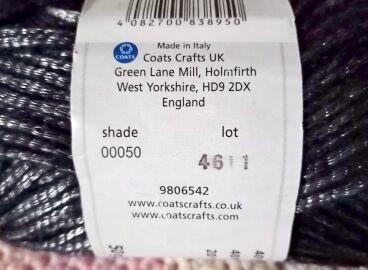 4 082700 838950
Made in Italy
COATS
Coats Crafts UK
Green Lane Mill, Holmfirth
West Yorkshire, HD9 2DX
England
shade lot
00050 4611
9806542
www.coatscrafts.co.uk
www.coatscrafts.com